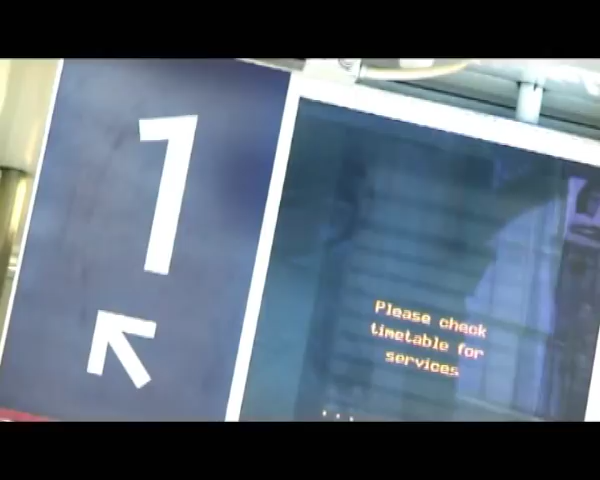 1
Please check
timetable for
services
...